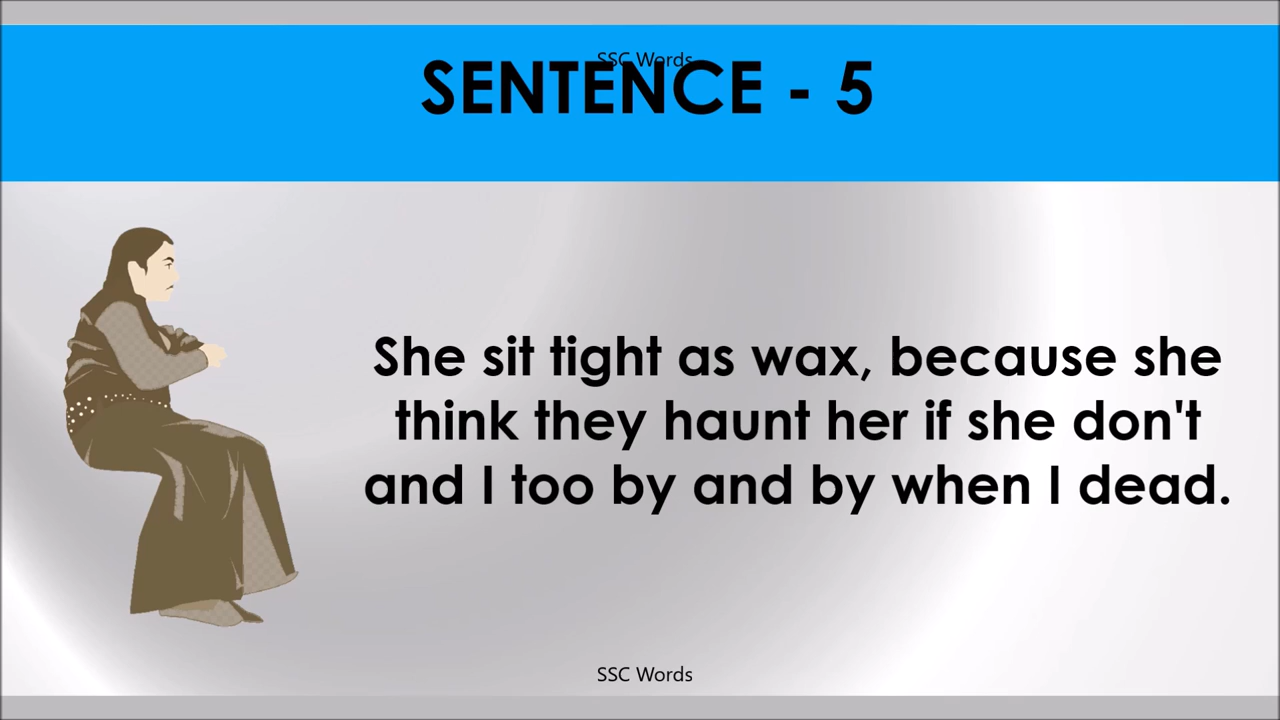 SSC Words
SENTENCE - 5
She sit tight as wax, because she
think they haunt her if she don't
and I too by and by when I dead.
SSC Words